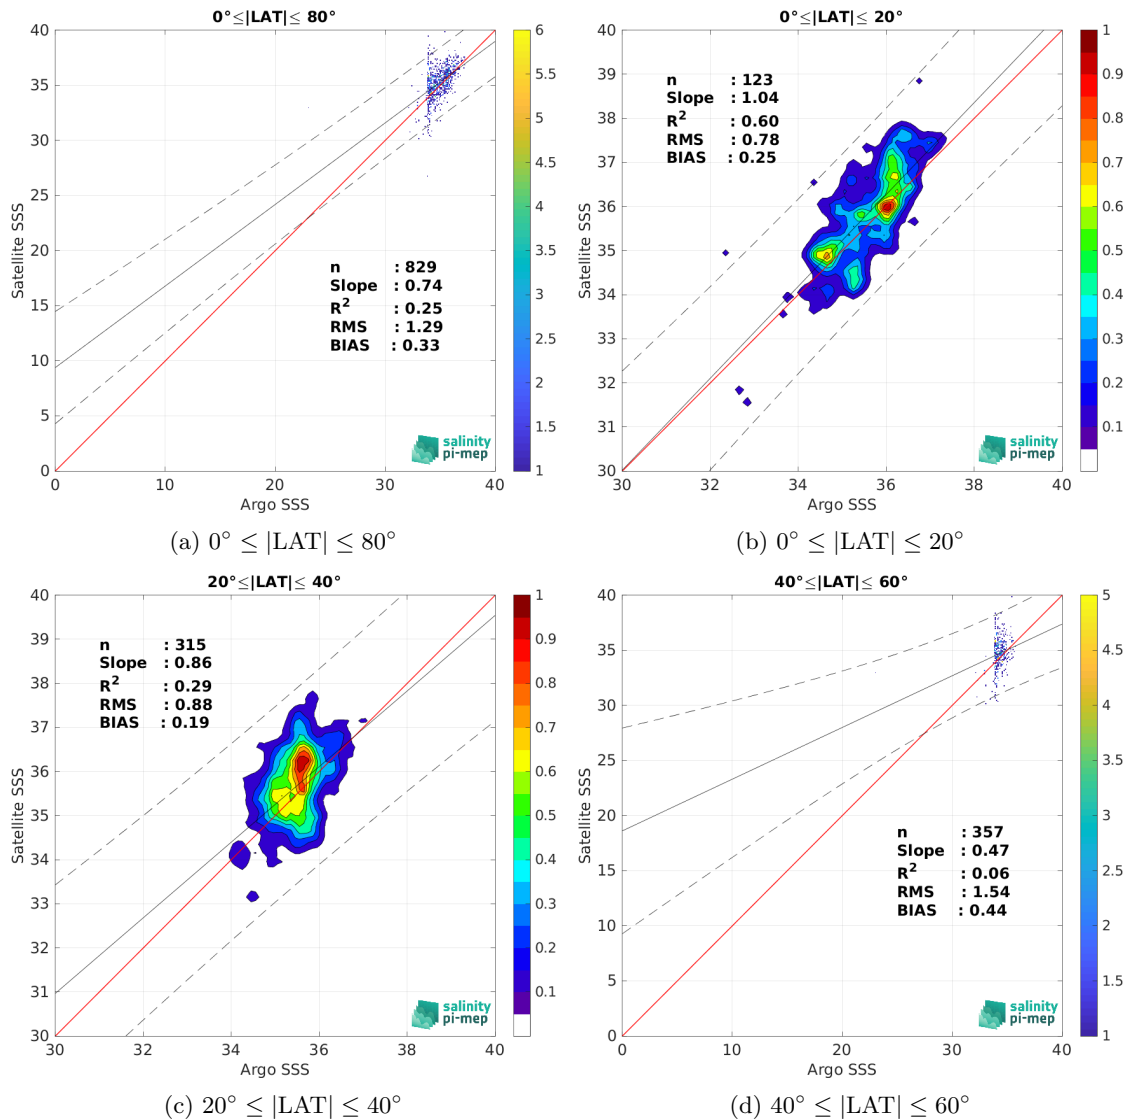 0°≤|LAT|≤ 80°
40
35
30
25
20
15
10
5
0
0
10
20
30
40
Satellite SSS
Argo SSS
n : 829
Slope : 0.74
R² : 0.25
RMS : 1.29
BIAS : 0.33
6
5.5
5
4.5
4
3.5
3
2.5
2
1.5
1
salinity
pi-mep
(a) 0° ≤ |LAT| ≤ 80°
0°≤|LAT|≤ 20°
40
39
38
37
36
35
34
33
32
31
30
30
32
34
36
38
40
Satellite SSS
Argo SSS
n : 123
Slope : 1.04
R² : 0.60
RMS : 0.78
BIAS : 0.25
1
0.9
0.8
0.7
0.6
0.5
0.4
0.3
0.2
0.1
salinity
pi-mep
(b) 0° ≤ |LAT| ≤ 20°
20°≤|LAT|≤ 40°
40
39
38
37
36
35
34
33
32
31
30
30
32
34
36
38
40
Satellite SSS
Argo SSS
n : 315
Slope : 0.86
R² : 0.29
RMS : 0.88
BIAS : 0.19
1
0.9
0.8
0.7
0.6
0.5
0.4
0.3
0.2
0.1
salinity
pi-mep
(c) 20° ≤ |LAT| ≤ 40°
40°≤|LAT|≤ 60°
40
35
30
25
20
15
10
5
0
0
10
20
30
40
Satellite SSS
Argo SSS
n : 357
Slope : 0.47
R² : 0.06
RMS : 1.54
BIAS : 0.44
5
4.5
4
3.5
3
2.5
2
1.5
1
salinity
pi-mep
(d) 40° ≤ |LAT| ≤ 60°